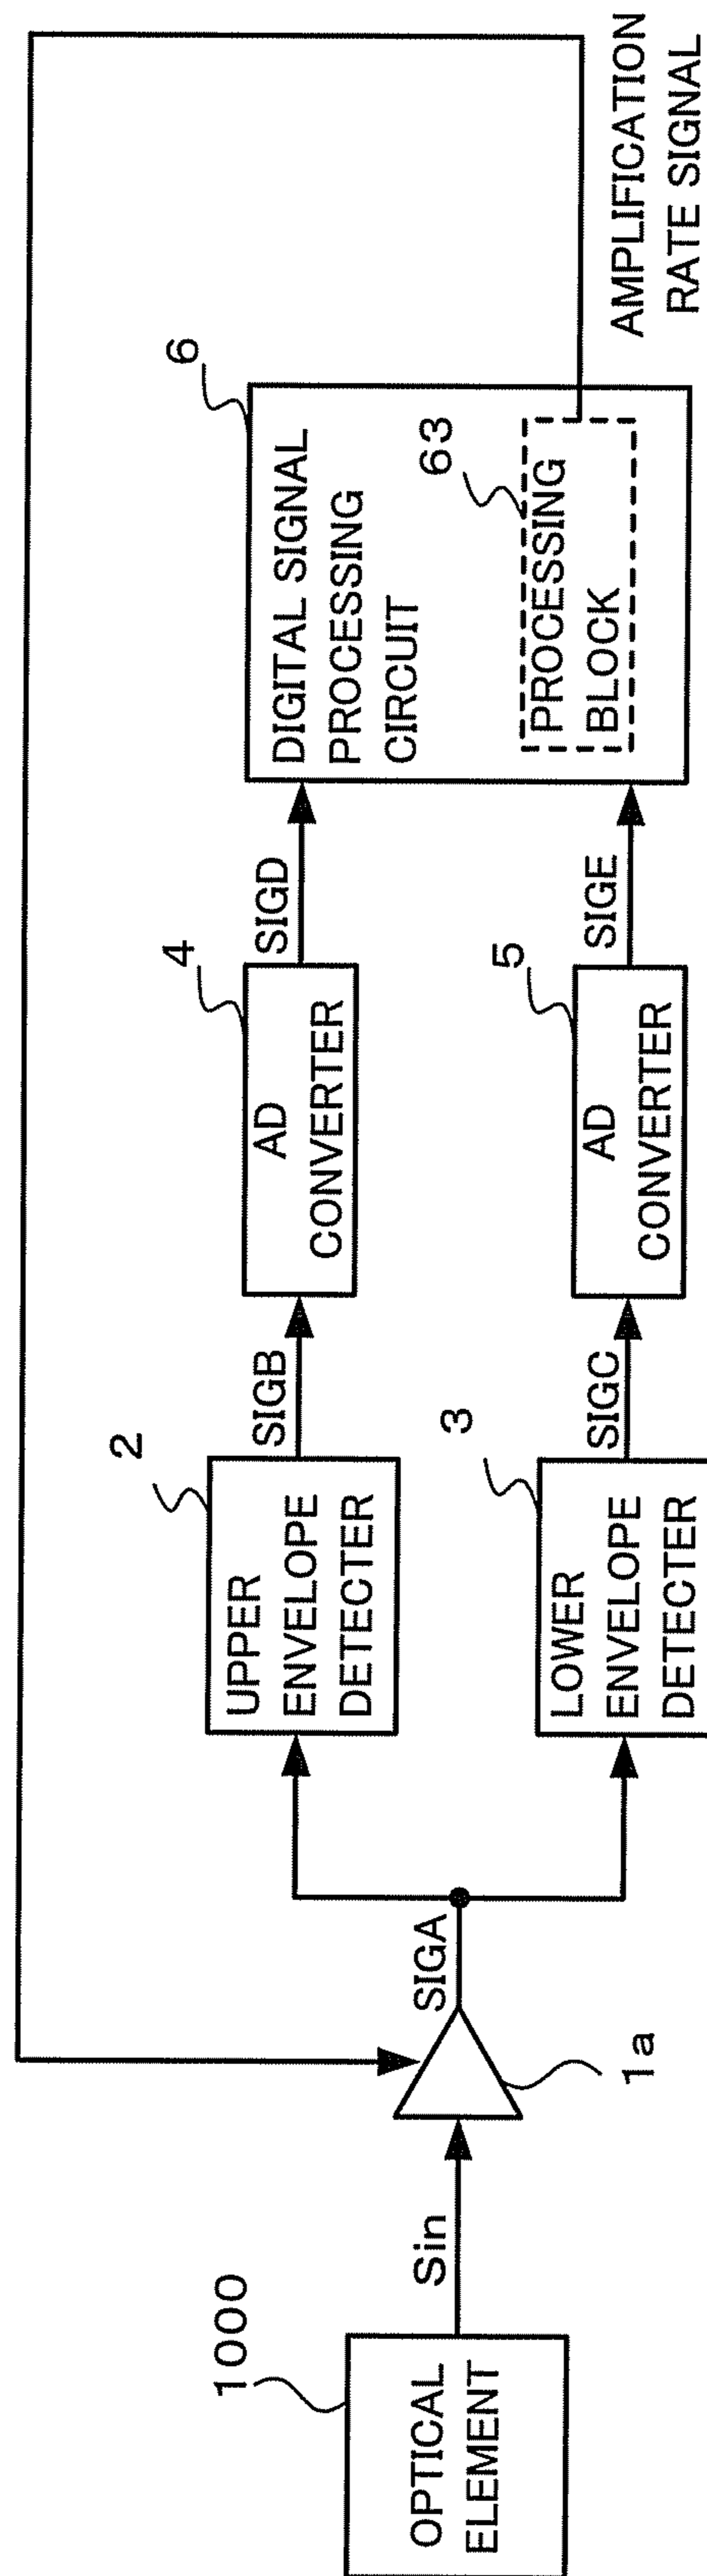 1000
OPTICAL
ELEMENT
Sin
1a
SIGA
2
UPPER
ENVELOPE
DETECTER
SIGB
4
AD
CONVERTER
SIGD
3
LOWER
ENVELOPE
DETECTER
SIGC
5
AD
CONVERTER
SIGE
6
DIGITAL SIGNAL
PROCESSING
CIRCUIT
63
PROCESSING
BLOCK
AMPLIFICATION
RATE SIGNAL